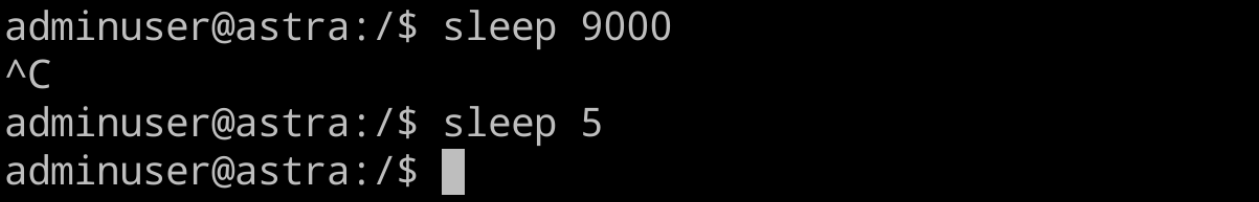 adminuser@astra:/$ sleep 9000
^C
adminuser@astra:/$ sleep 5
adminuser@astra:/$